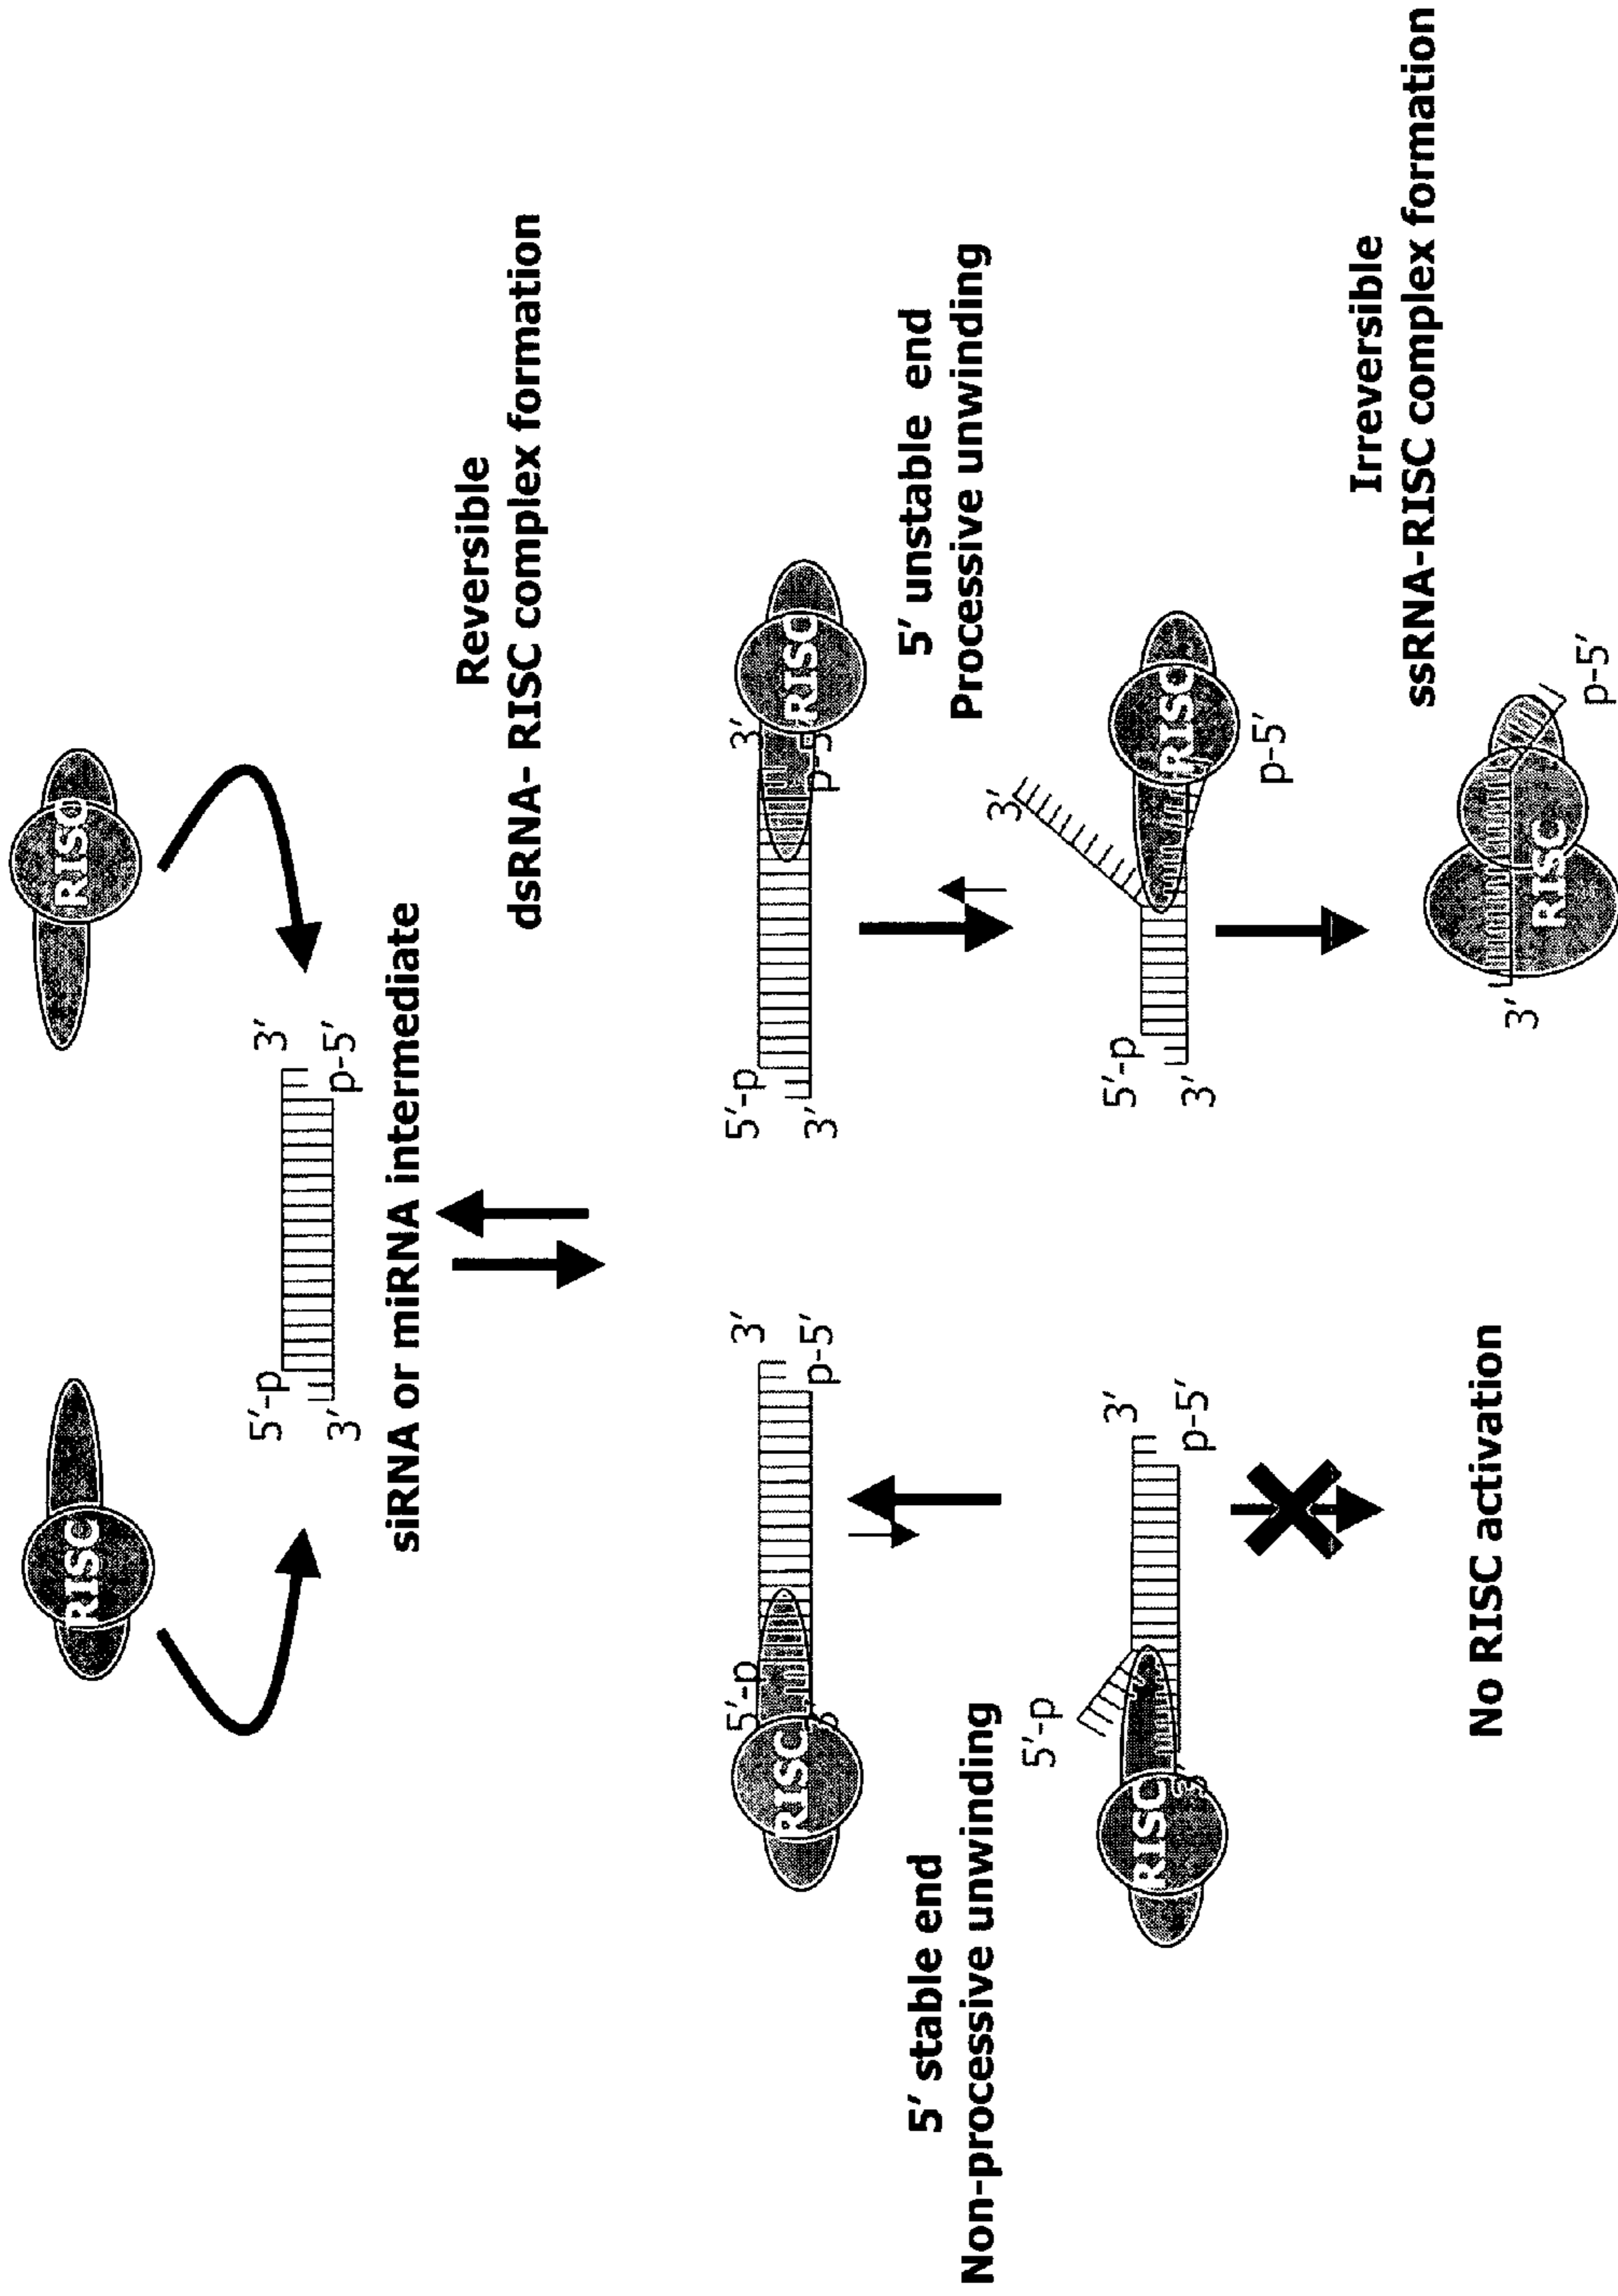 RISC
RISC
5'-p
3'
3'
p-5'
siRNA or miRNA intermediate
Reversible
dsRNA- RISC complex formation
5'-p
RISC
3'
p-5'
5'-p
3'
3'
p-5'
RISC
5' stable end
Non-processive unwinding
5' unstable end
Processive unwinding
5'-p
RISC
3'
3'
p-5'
3'
5'-p
3'
RISC
p-5'
No RISC activation
Irreversible
ssRNA-RISC complex formation
3'
RISC
p-5'